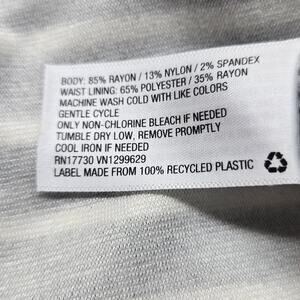 BODY: 85% RAYON / 13% NYLON / 2% SPANDEX
WAIST LINING: 65% POLYESTER / 35% RAYON
MACHINE WASH COLD WITH LIKE COLORS
GENTLE CYCLE
ONLY NON-CHLORINE BLEACH IF NEEDED
TUMBLE DRY LOW, REMOVE PROMPTLY
COOL IRON IF NEEDED
RN17730 VN1299629
LABEL MADE FROM 100% RECYCLED PLASTIC